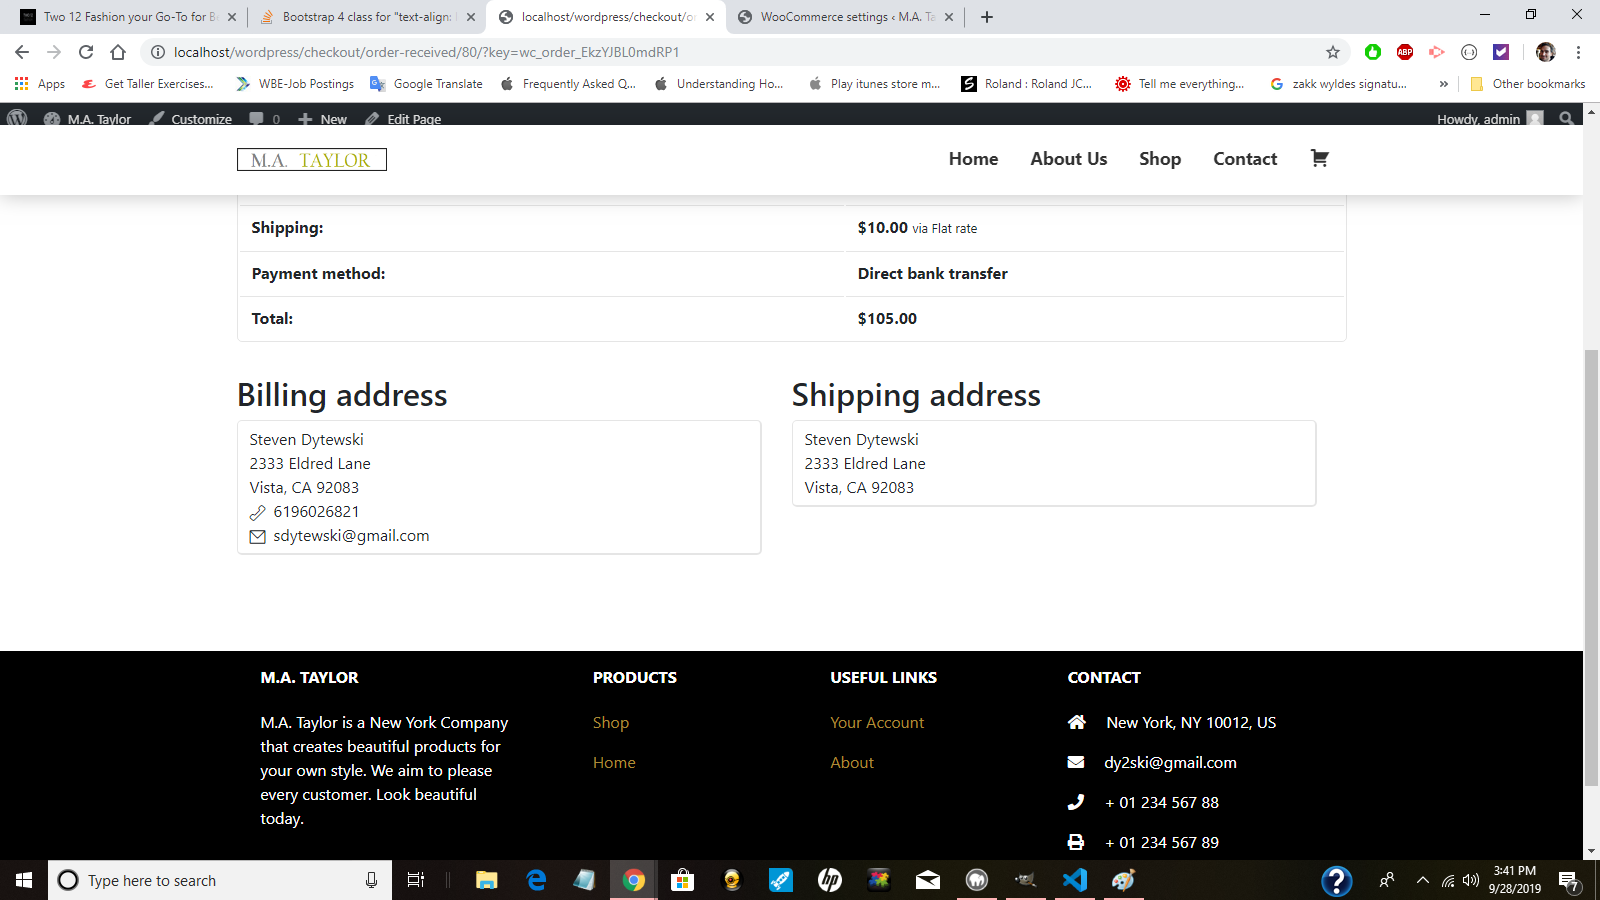 Two 12 Fashion your Go-To for B
Bootstrap 4 class for "text-align:
localhost/wordpress/checkout/o
WooCommerce settings ‹ M.A. Ta
localhost/wordpress/checkout/order-received/80/?key=wc_order_EkzYJBL0mdRP1
ABP
Apps
Get Taller Exercises...
WBE-Job Postings
Google Translate
Frequently Asked Q...
Understanding Ho...
Play itunes store m...
Roland : Roland JC...
Tell me everything...
zakk wyldes signatu...
»
Other bookmarks
M.A. Taylor
Customize
0
New
Edit Page
Howdy, admin
M.A. TAYLOR
Home
About Us
Shop
Contact
Shipping:
$10.00 via Flat rate
Payment method:
Direct bank transfer
Total:
$105.00
Billing address
Steven Dytewski
2333 Eldred Lane
Vista, CA 92083
6196026821
sdytewski@gmail.com
Shipping address
Steven Dytewski
2333 Eldred Lane
Vista, CA 92083
M.A. TAYLOR
M.A. Taylor is a New York Company
that creates beautiful products for
your own style. We aim to please
every customer. Look beautiful
today.
PRODUCTS
Shop
Home
USEFUL LINKS
Your Account
About
CONTACT
New York, NY 10012, US
dy2ski@gmail.com
+ 01 234 567 88
+ 01 234 567 89
Type here to search
hp
?
3:41 PM
9/28/2019
7